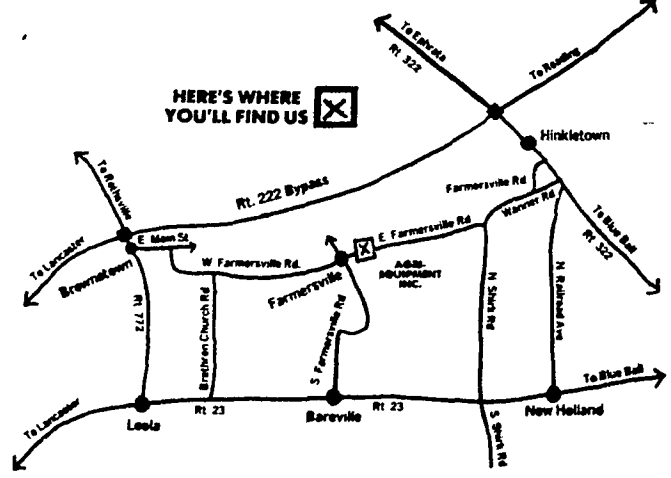 To Ephrata
Rt 322
To Reading
HERE'S WHERE
YOU'LL FIND US
Hinkletown
To Rothsville
Rt. 222 Bypass
Farmersville Rd
Wanner Rd
To Blue Ball
Rt 322
E Main St
E Farmersville Rd
To Lancaster
Brownstown
W Farmersville Rd.
Farmersville
AGRI-
EQUIPMENT
INC.
Rt 772
Brethren Church Rd
S Farmersville Rd
N Shirk Rd
N Railroad Ave
To Blue Ball
To Lancaster
Leola
Rt 23
Bareville
Rt 23
New Holland
S Shirk Rd